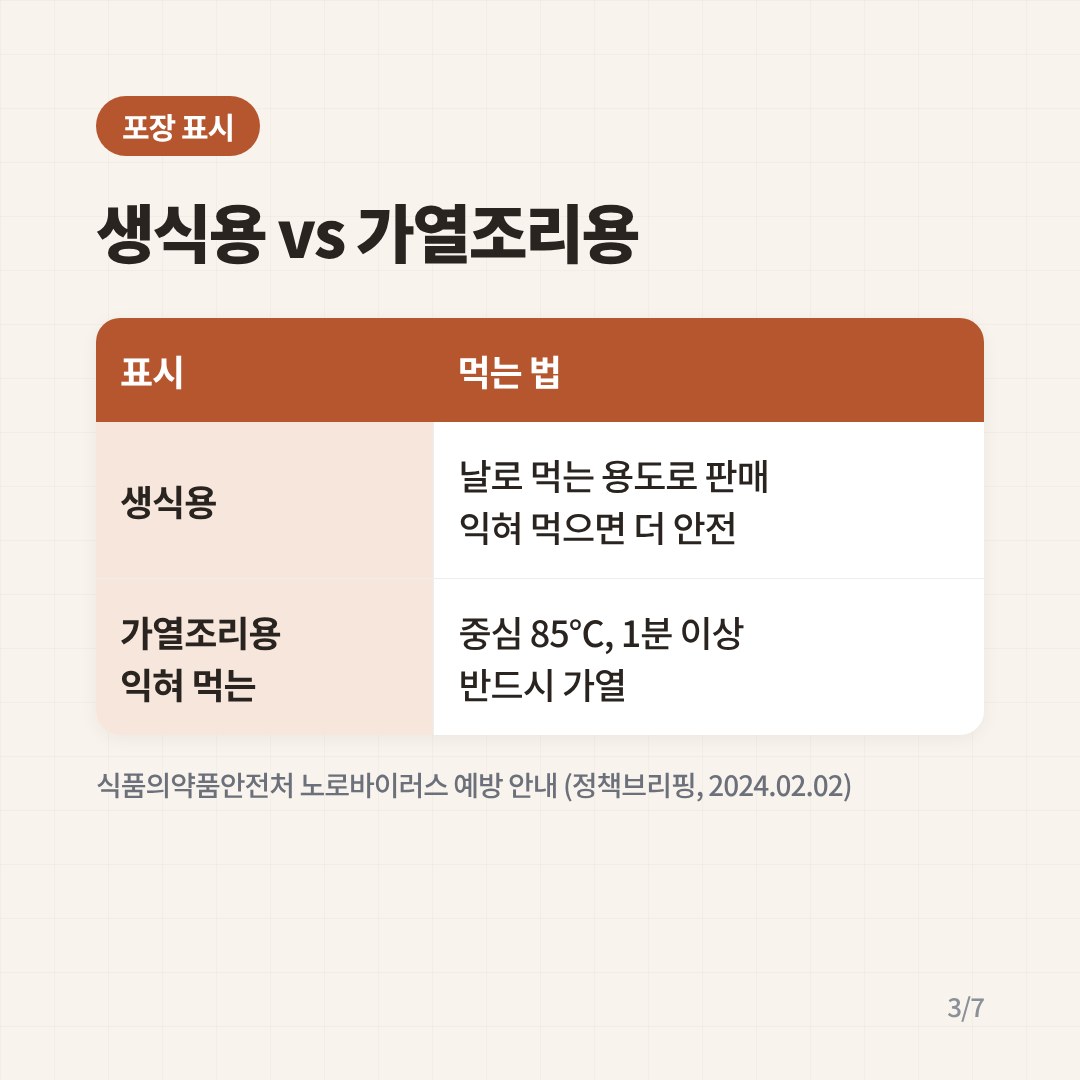 포장 표시
생식용 vs 가열조리용
표시
먹는 법
생식용
날로 먹는 용도로 판매
익혀 먹으면 더 안전
가열조리용
익혀 먹는
중심 85°C, 1분 이상
반드시 가열
식품의약품안전처 노로바이러스 예방 안내 (정책브리핑, 2024.02.02)
3/7